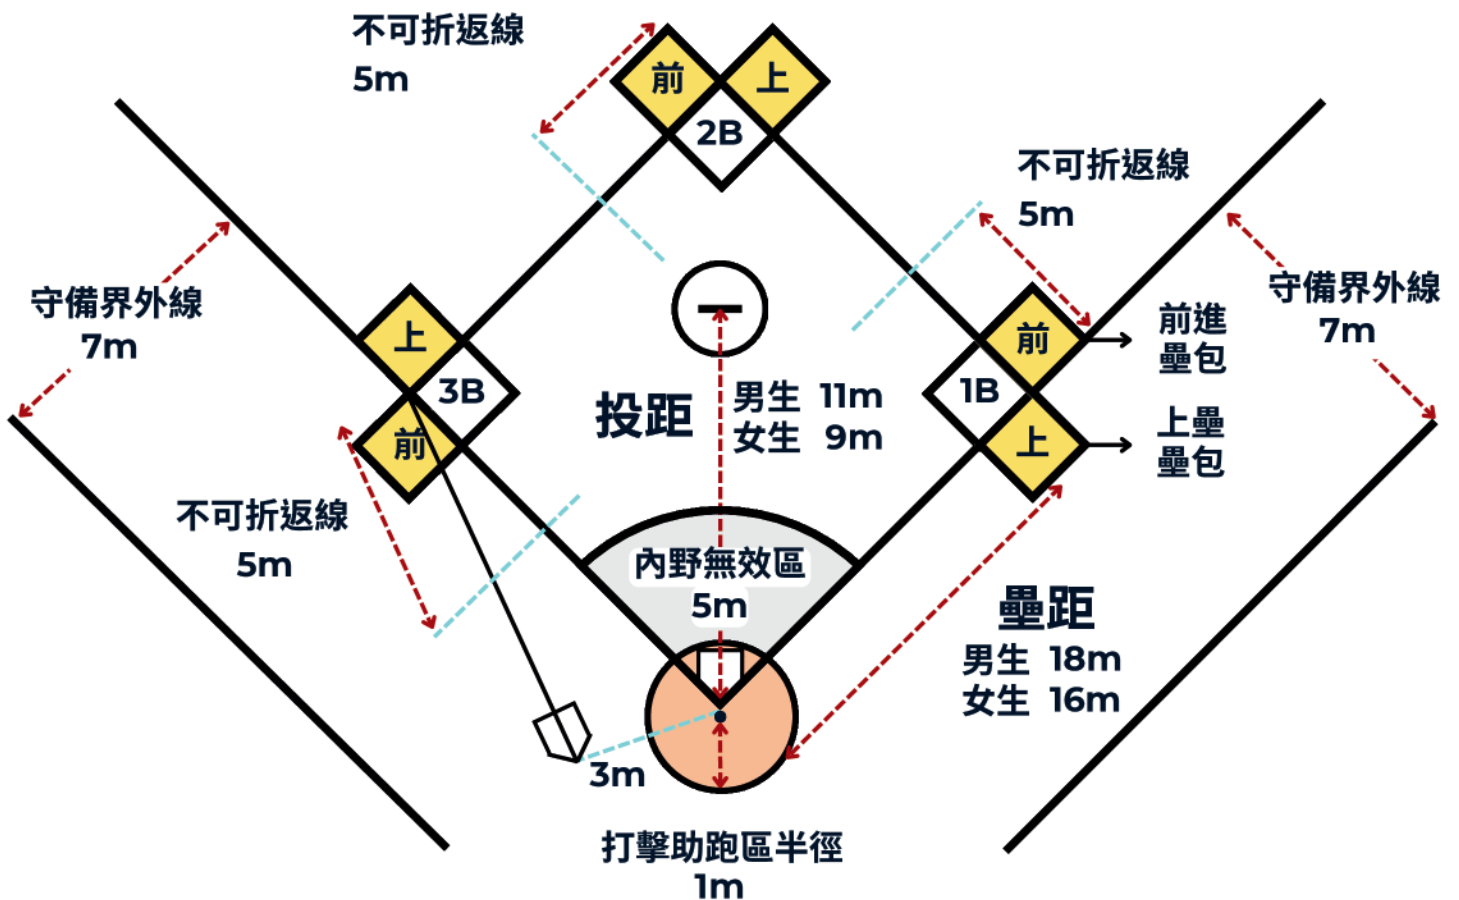 不可折返線
5m
前
上
2B
不可折返線
5m
守備界外線
7m
上
3B
前
前
1B
上
前進
壘包
上壘
壘包
守備界外線
7m
投距
男生 11m
女生 9m
不可折返線
5m
內野無效區
5m
壘距
男生 18m
女生 16m
3m
打擊助跑區半徑
1m